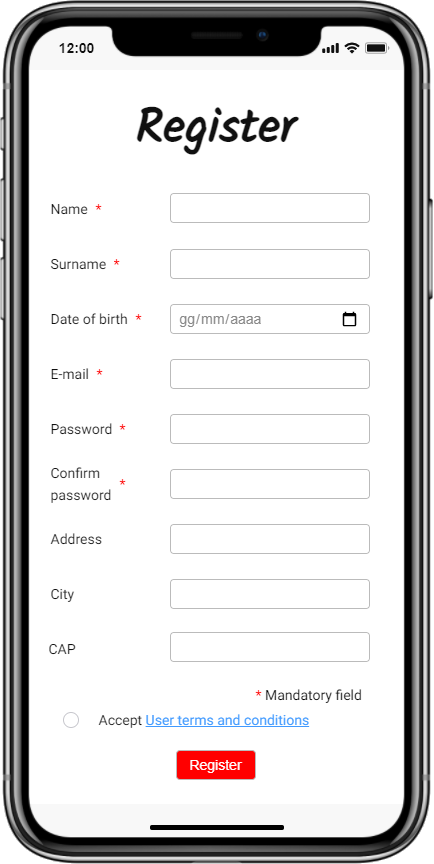 12:00
Register
Name *
Surname *
Date of birth * gg/mm/aaaa
E-mail *
Password *
Confirm
password *
Address
City
CAP
* Mandatory field
Accept User terms and conditions
Register